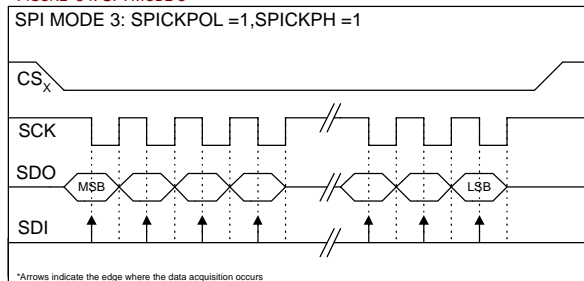 SPI MODE 3: SPICKPOL =1,SPICKPH =1
CSX
SCK
SDO
MSB
LSB
SDI
*Arrows indicate the edge where the data acquisition occurs